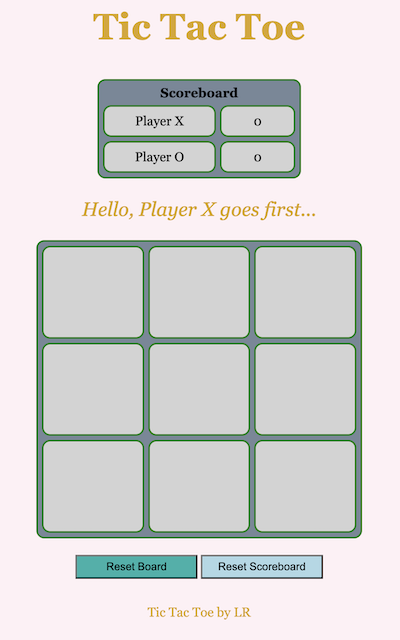 Tic Tac Toe
Scoreboard
Player X 0
Player O 0
Hello, Player X goes first...
Reset Board Reset Scoreboard
Tic Tac Toe by LR